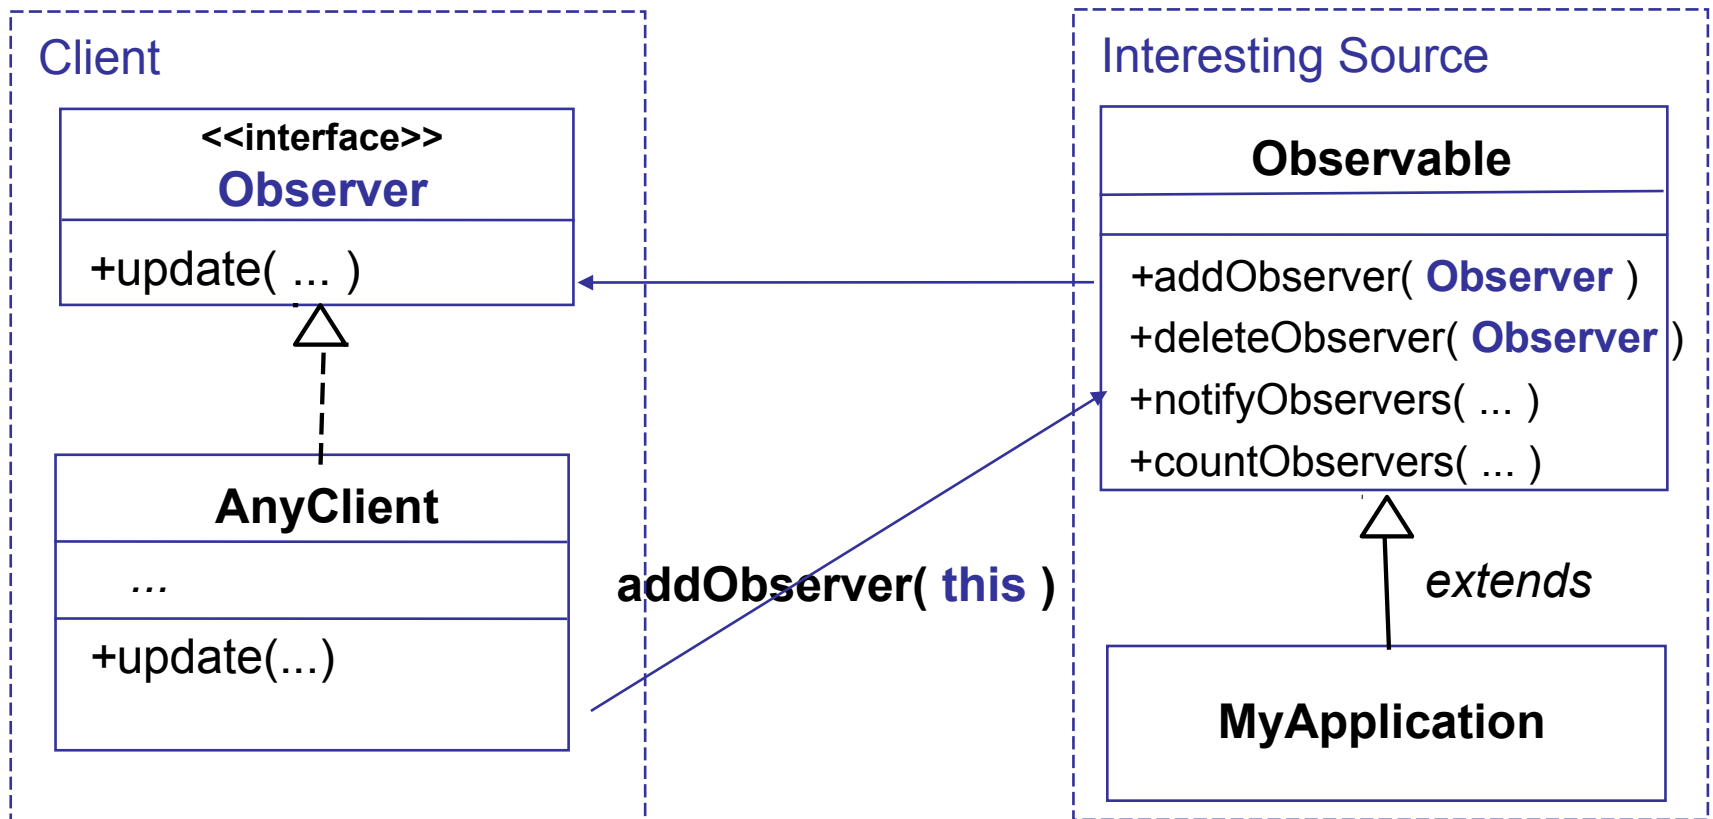 Client
<<interface>>
Observer
+update( ... )
AnyClient
...
+update(...)
addObserver( this )
Interesting Source
Observable
+addObserver( Observer )
+deleteObserver( Observer )
+notifyObservers( ... )
+countObservers( ... )
extends
MyApplication